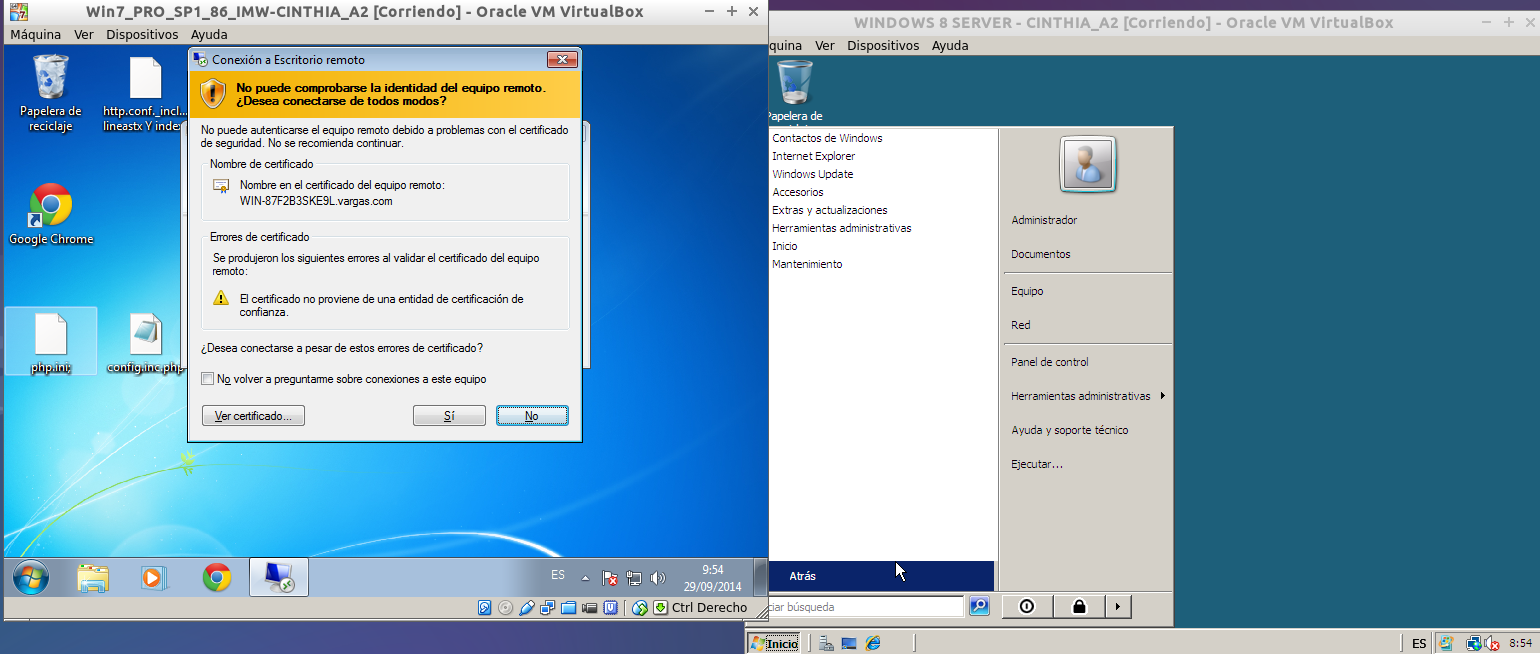 Win7_PRO_SP1_86_IMW-CINTHIA_A2 [Corriendo] - Oracle VM VirtualBox
Máquina Ver Dispositivos Ayuda
Papelera de
reciclaje
http.conf._incl...
lineastx Y index
Google Chrome
php.ini;
config.inc.php
Conexión a Escritorio remoto
No puede comprobarse la identidad del equipo remoto.
¿Desea conectarse de todos modos?
No puede autenticarse el equipo remoto debido a problemas con el certificado
de seguridad. No se recomienda continuar.
Nombre de certificado
Nombre en el certificado del equipo remoto:
WIN-87F2B3SKE9L.vargas.com
Errores de certificado
Se produjeron los siguientes errores al validar el certificado del equipo
remoto:
El certificado no proviene de una entidad de certificación de
confianza.
¿Desea conectarse a pesar de estos errores de certificado?
No volver a preguntarme sobre conexiones a este equipo
Ver certificado...
Sí
No
ES
9:54
29/09/2014
Ctrl Derecho
WINDOWS 8 SERVER - CINTHIA_A2 [Corriendo] - Oracle VM VirtualBox
quina Ver Dispositivos Ayuda
Papelera de
Contactos de Windows
Internet Explorer
Windows Update
Accesorios
Extras y actualizaciones
Herramientas administrativas
Inicio
Mantenimiento
Atrás
ciar búsqueda
Administrador
Documentos
Equipo
Red
Panel de control
Herramientas administrativas
Ayuda y soporte técnico
Ejecutar...
Inicio
ES
8:54